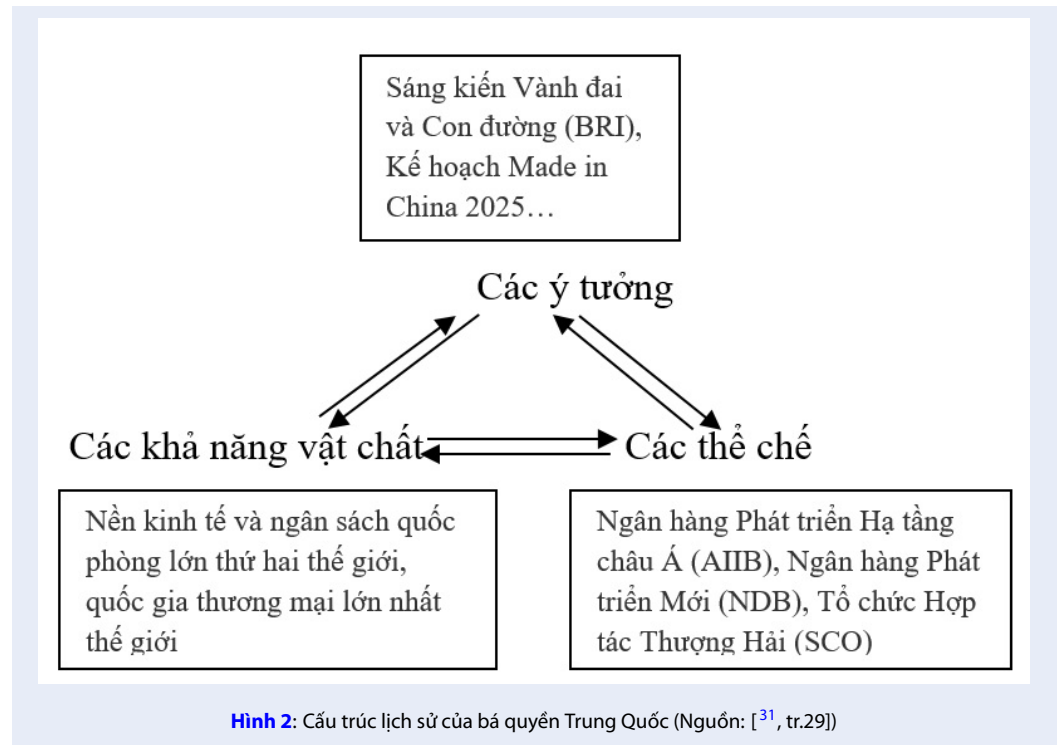 Sáng kiến Vành đai
và Con đường (BRI),
Kế hoạch Made in
China 2025…
Các ý tưởng
Các khả năng vật chất
Các thể chế
Nền kinh tế và ngân sách quốc
phòng lớn thứ hai thế giới,
quốc gia thương mại lớn nhất
thế giới
Ngân hàng Phát triển Hạ tầng
châu Á (AIIB), Ngân hàng Phát
triển Mới (NDB), Tổ chức Hợp
tác Thượng Hải (SCO)
Hình 2: Cấu trúc lịch sử của bá quyền Trung Quốc (Nguồn: [31, tr.29])